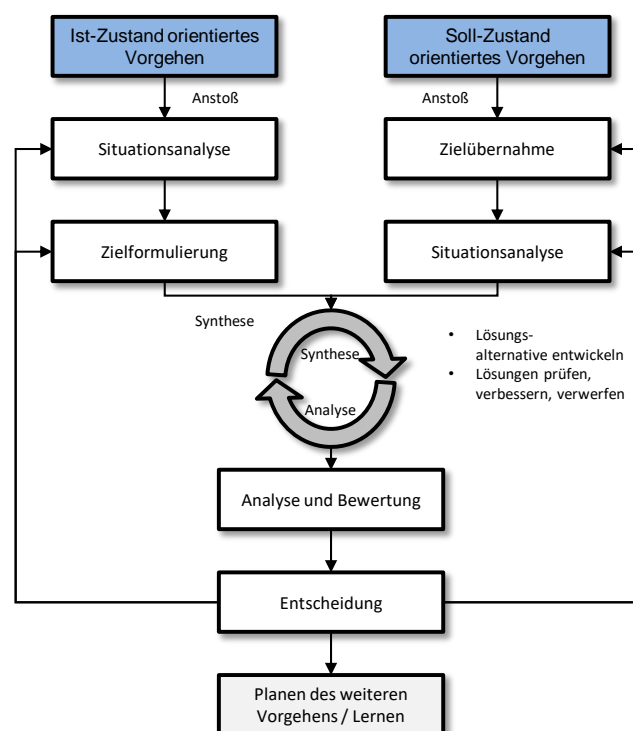 Ist-Zustand orientiertes
Vorgehen
Soll-Zustand
orientiertes Vorgehen
Anstoß
Anstoß
Situationsanalyse
Zielübernahme
Zielformulierung
Situationsanalyse
Synthese
Synthese
Analyse
• Lösungs-
alternative entwickeln
• Lösungen prüfen,
verbessern, verwerfen
Analyse und Bewertung
Entscheidung
Planen des weiteren
Vorgehens / Lernen